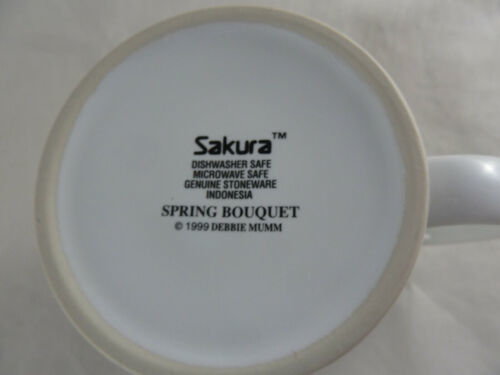 Sakura™
DISHWASHER SAFE
MICROWAVE SAFE
GENUINE STONEWARE
INDONESIA
SPRING BOUQUET
© 1999 DEBBIE MUMM